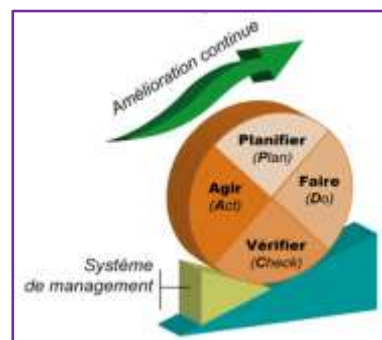 Amélioration continue
Planifier
(Plan)
Faire
(Do)
Agir
(Act)
Vérifier
(Check)
Système
de management